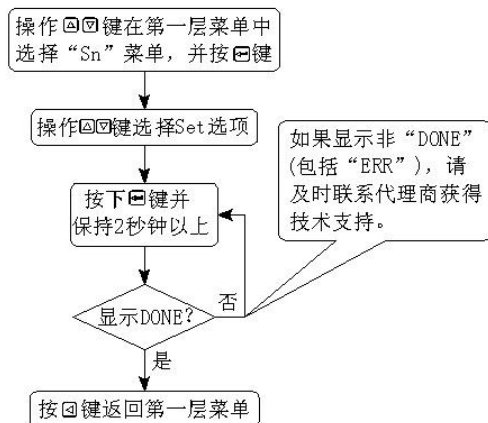 操作△▽键在第一层菜单中
选择“Sn”菜单，并按↵键
操作△▽键选择Set选项
按下↵键并
保持2秒钟以上
显示DONE?
否
是
按◁键返回第一层菜单
如果显示非“DONE”
(包括“ERR”)，请
及时联系代理商获得
技术支持。